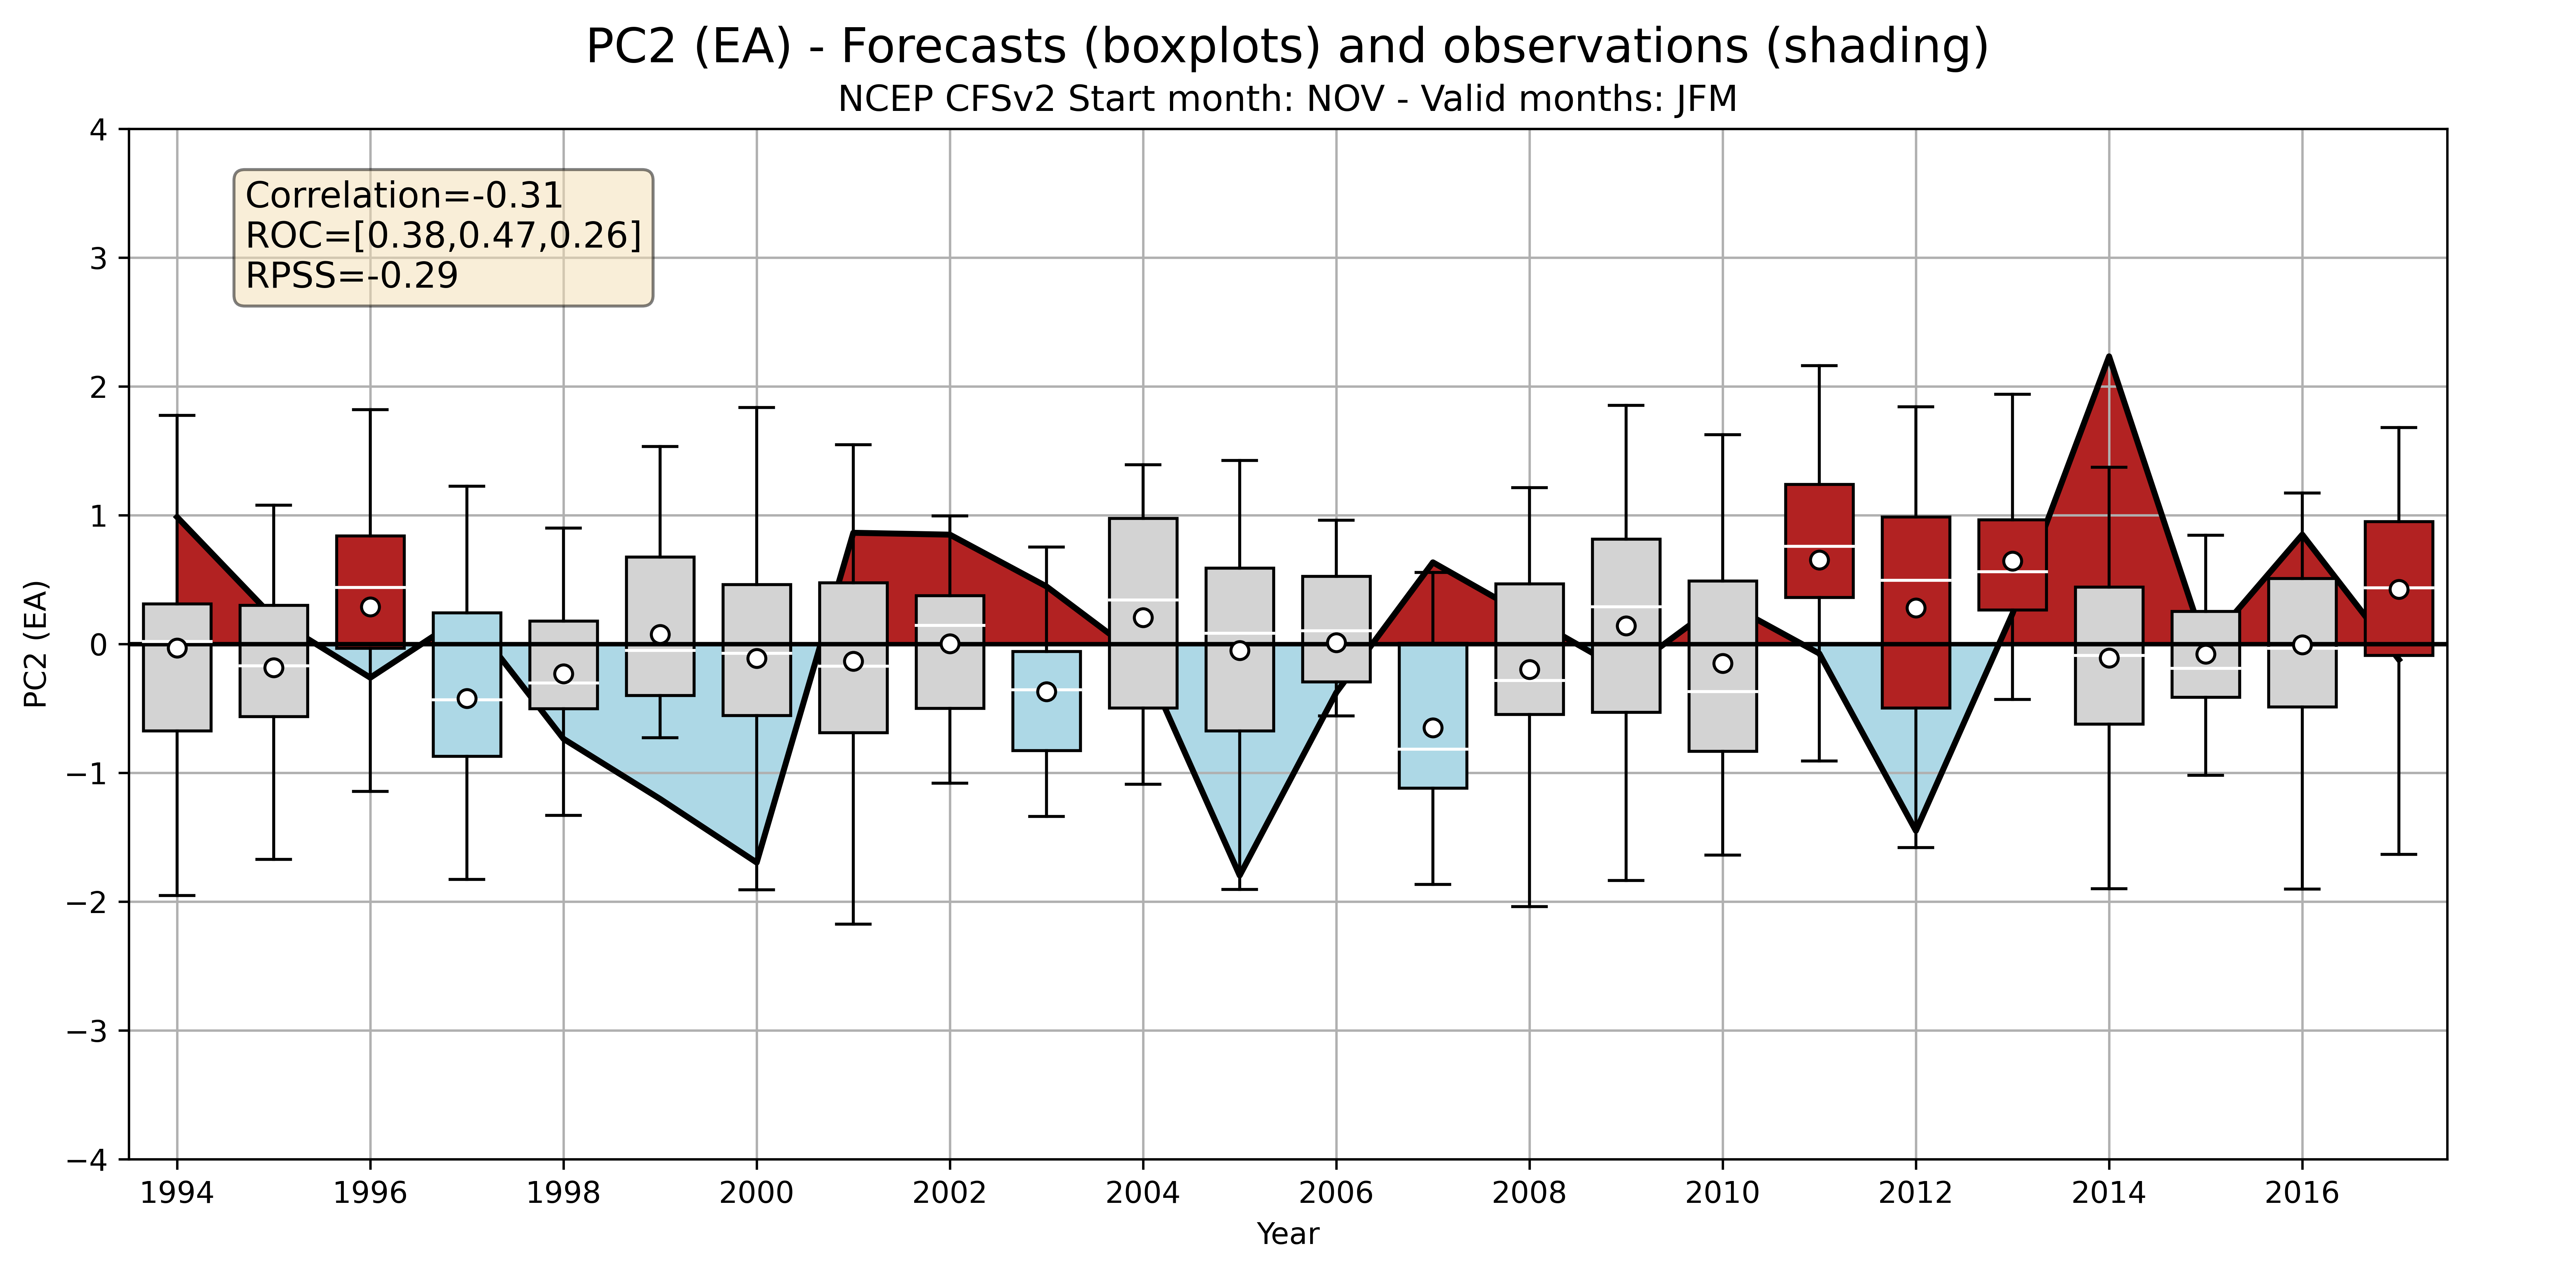 PC2 (EA) - Forecasts (boxplots) and observations (shading)
NCEP CFSv2 Start month: NOV - Valid months: JFM
Correlation=-0.31
ROC=[0.38,0.47,0.26]
RPSS=-0.29
PC2 (EA)
4
3
2
1
0
−1
−2
−3
−4
1994 1996 1998 2000 2002 2004 2006 2008 2010 2012 2014 2016
Year